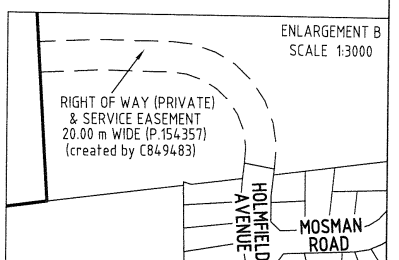 ENLARGEMENT B
SCALE 1:3000
RIGHT OF WAY (PRIVATE)
& SERVICE EASEMENT
20.00 m WIDE (P.154357)
(created by C849483)
HOLMFIELD
AVENUE
MOSMAN
ROAD